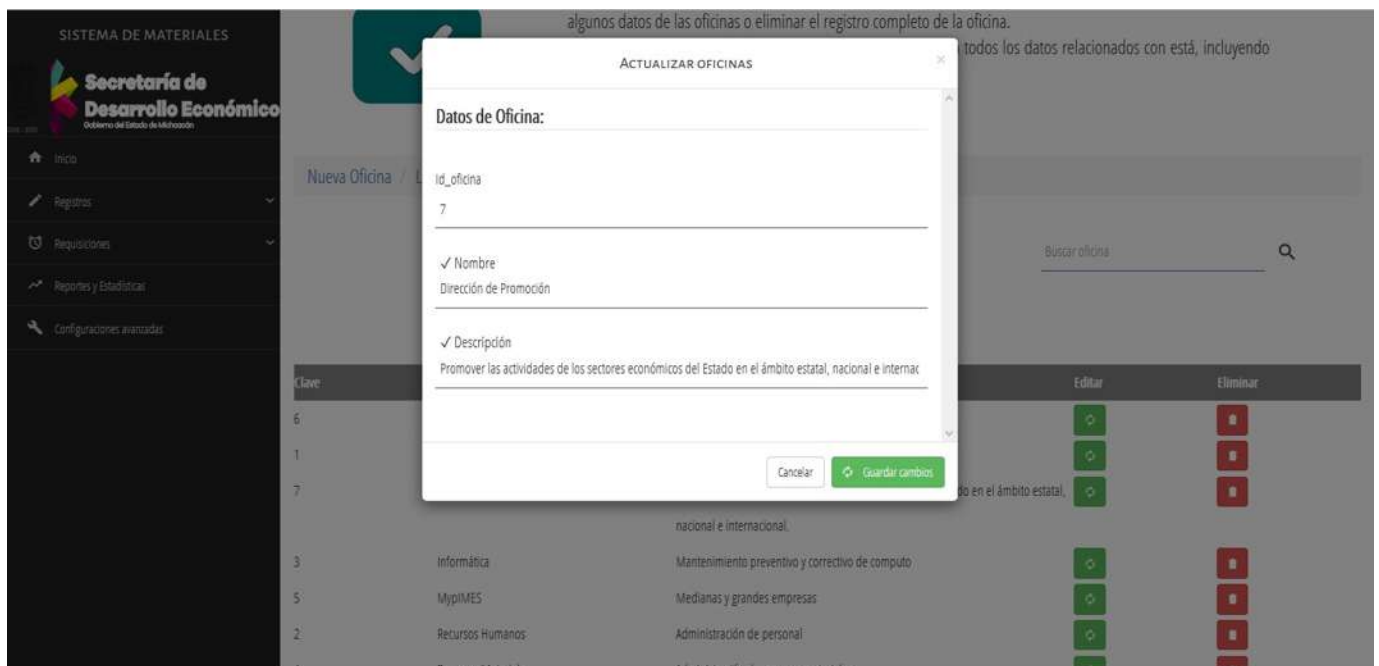 SISTEMA DE MATERIALES
Secretaría de
Desarrollo Económico
Gobierno del Estado de Michoacán
Inicio
Registros
Requisiciones
Reportes y Estadísticas
Configuraciones avanzadas
algunos datos de las oficinas o eliminar el registro completo de la oficina.
todos los datos relacionados con está, incluyendo
Nueva Oficina /
Buscar oficina
ACTUALIZAR OFICINAS
×
Datos de Oficina:
Id_oficina
7
✓ Nombre
Dirección de Promoción
✓ Descripción
Promover las actividades de los sectores económicos del Estado en el ámbito estatal, nacional e internac
Cancelar Guardar cambios
Clave Editar Eliminar
6
1
7 do en el ámbito estatal,
nacional e internacional.
3 Informática Mantenimiento preventivo y correctivo de computo
5 MypIMES Medianas y grandes empresas
2 Recursos Humanos Administración de personal